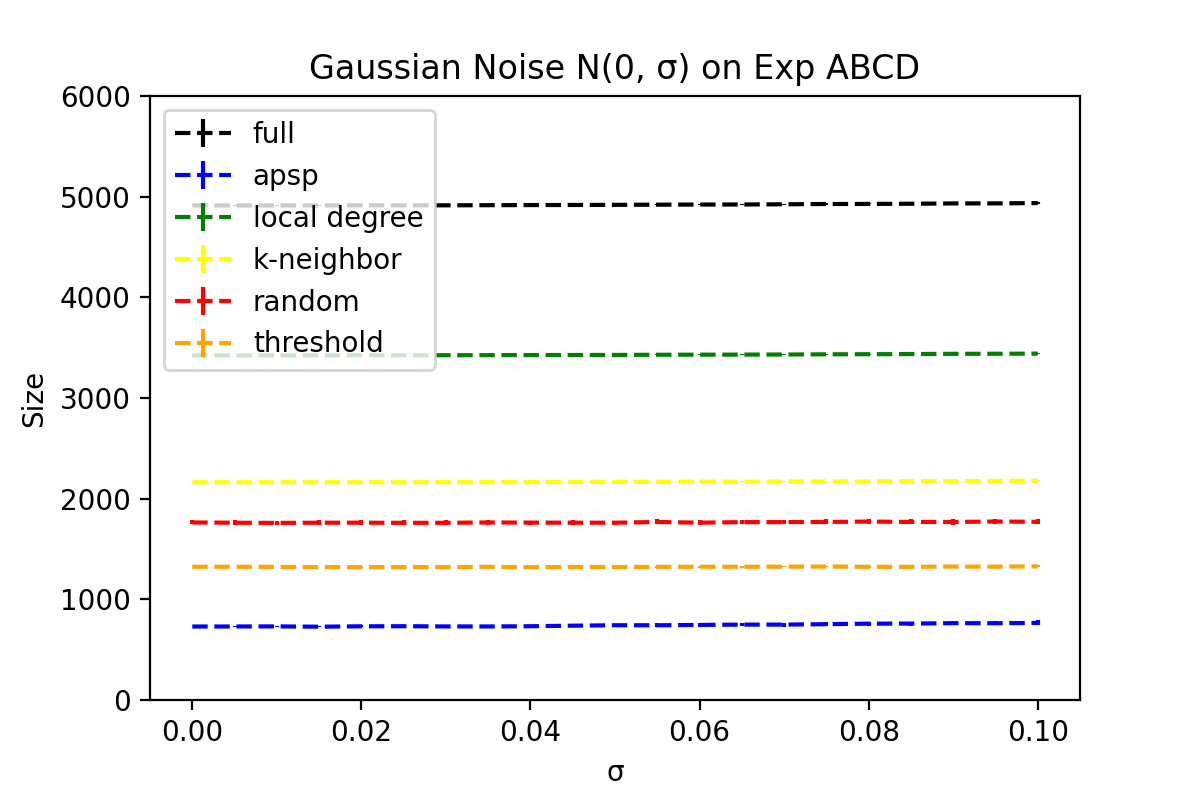 Gaussian Noise N(0, σ) on Exp ABCD
6000
5000
4000
3000
2000
1000
0
Size
full
apsp
local degree
k-neighbor
random
threshold
0.00 0.02 0.04 0.06 0.08 0.10
σ